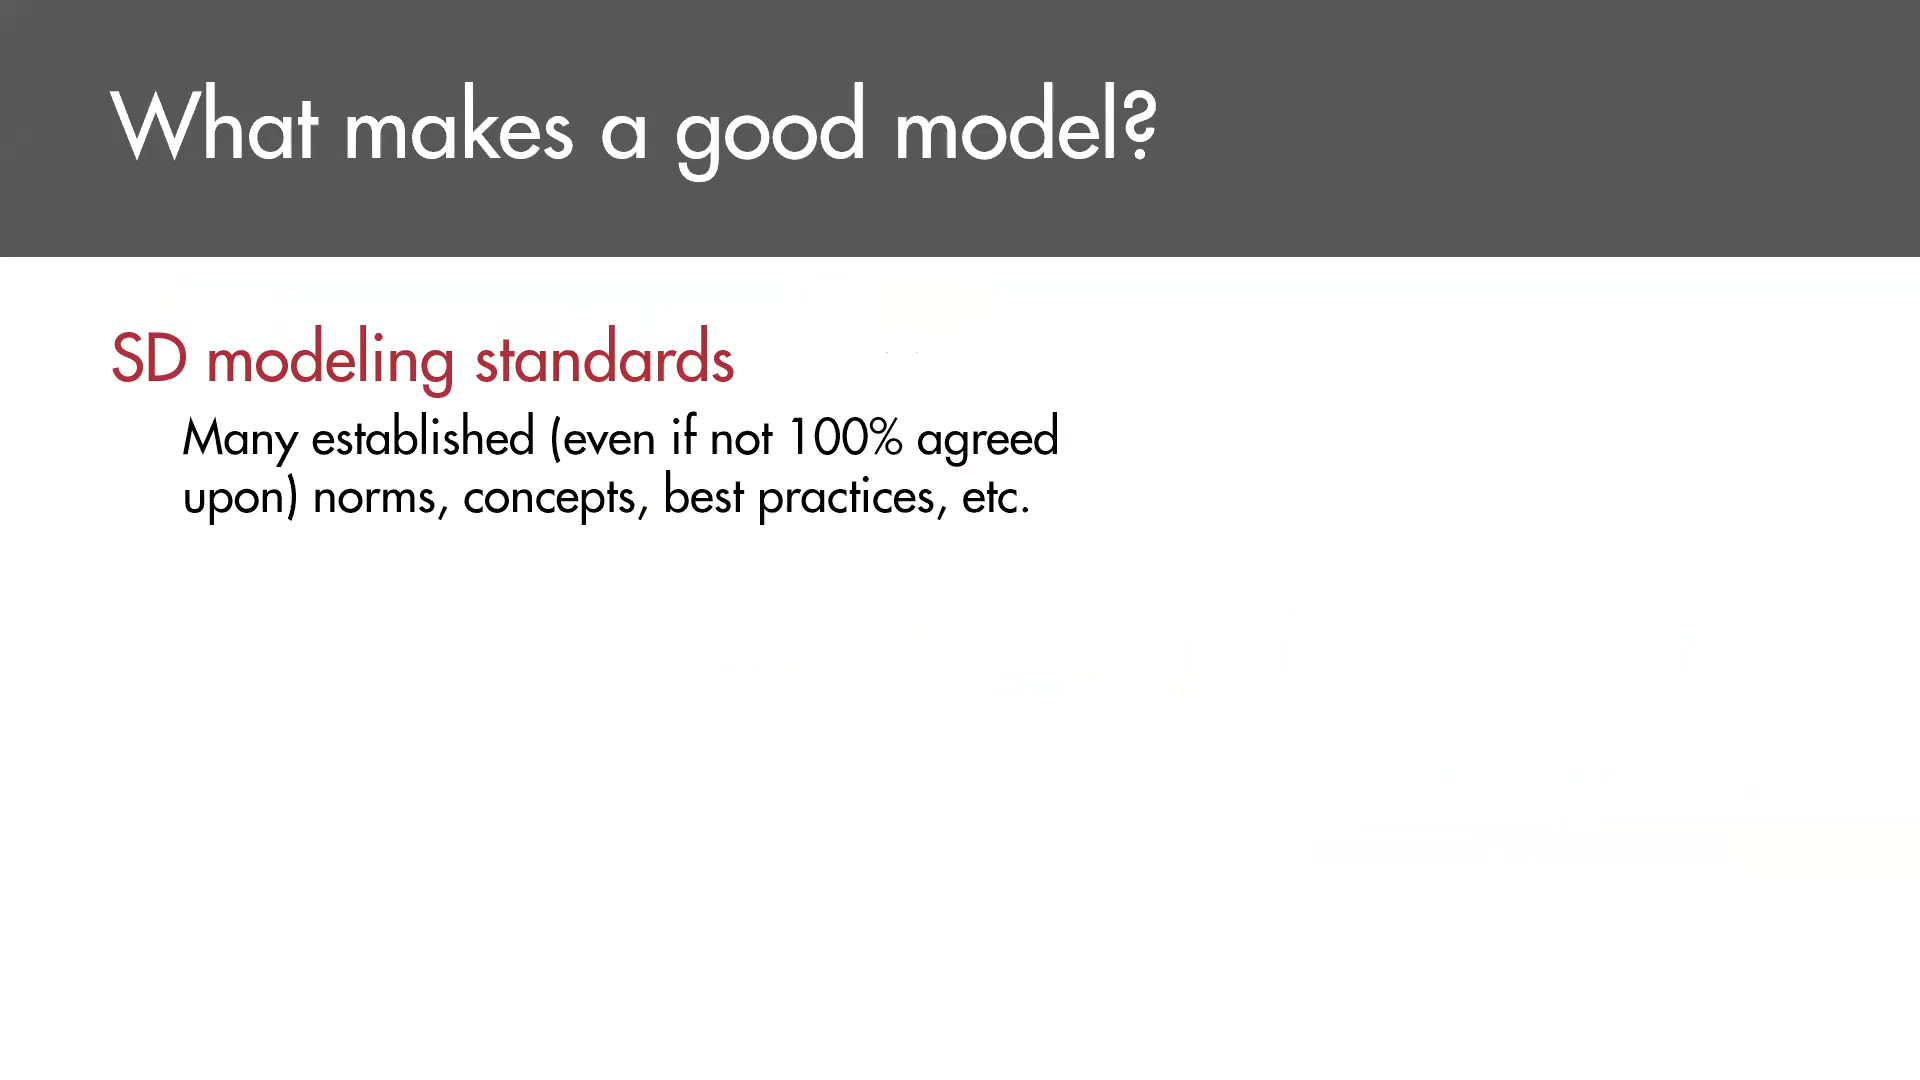 What makes a good model?
SD modeling standards
Many established (even if not 100% agreed
upon) norms, concepts, best practices, etc.